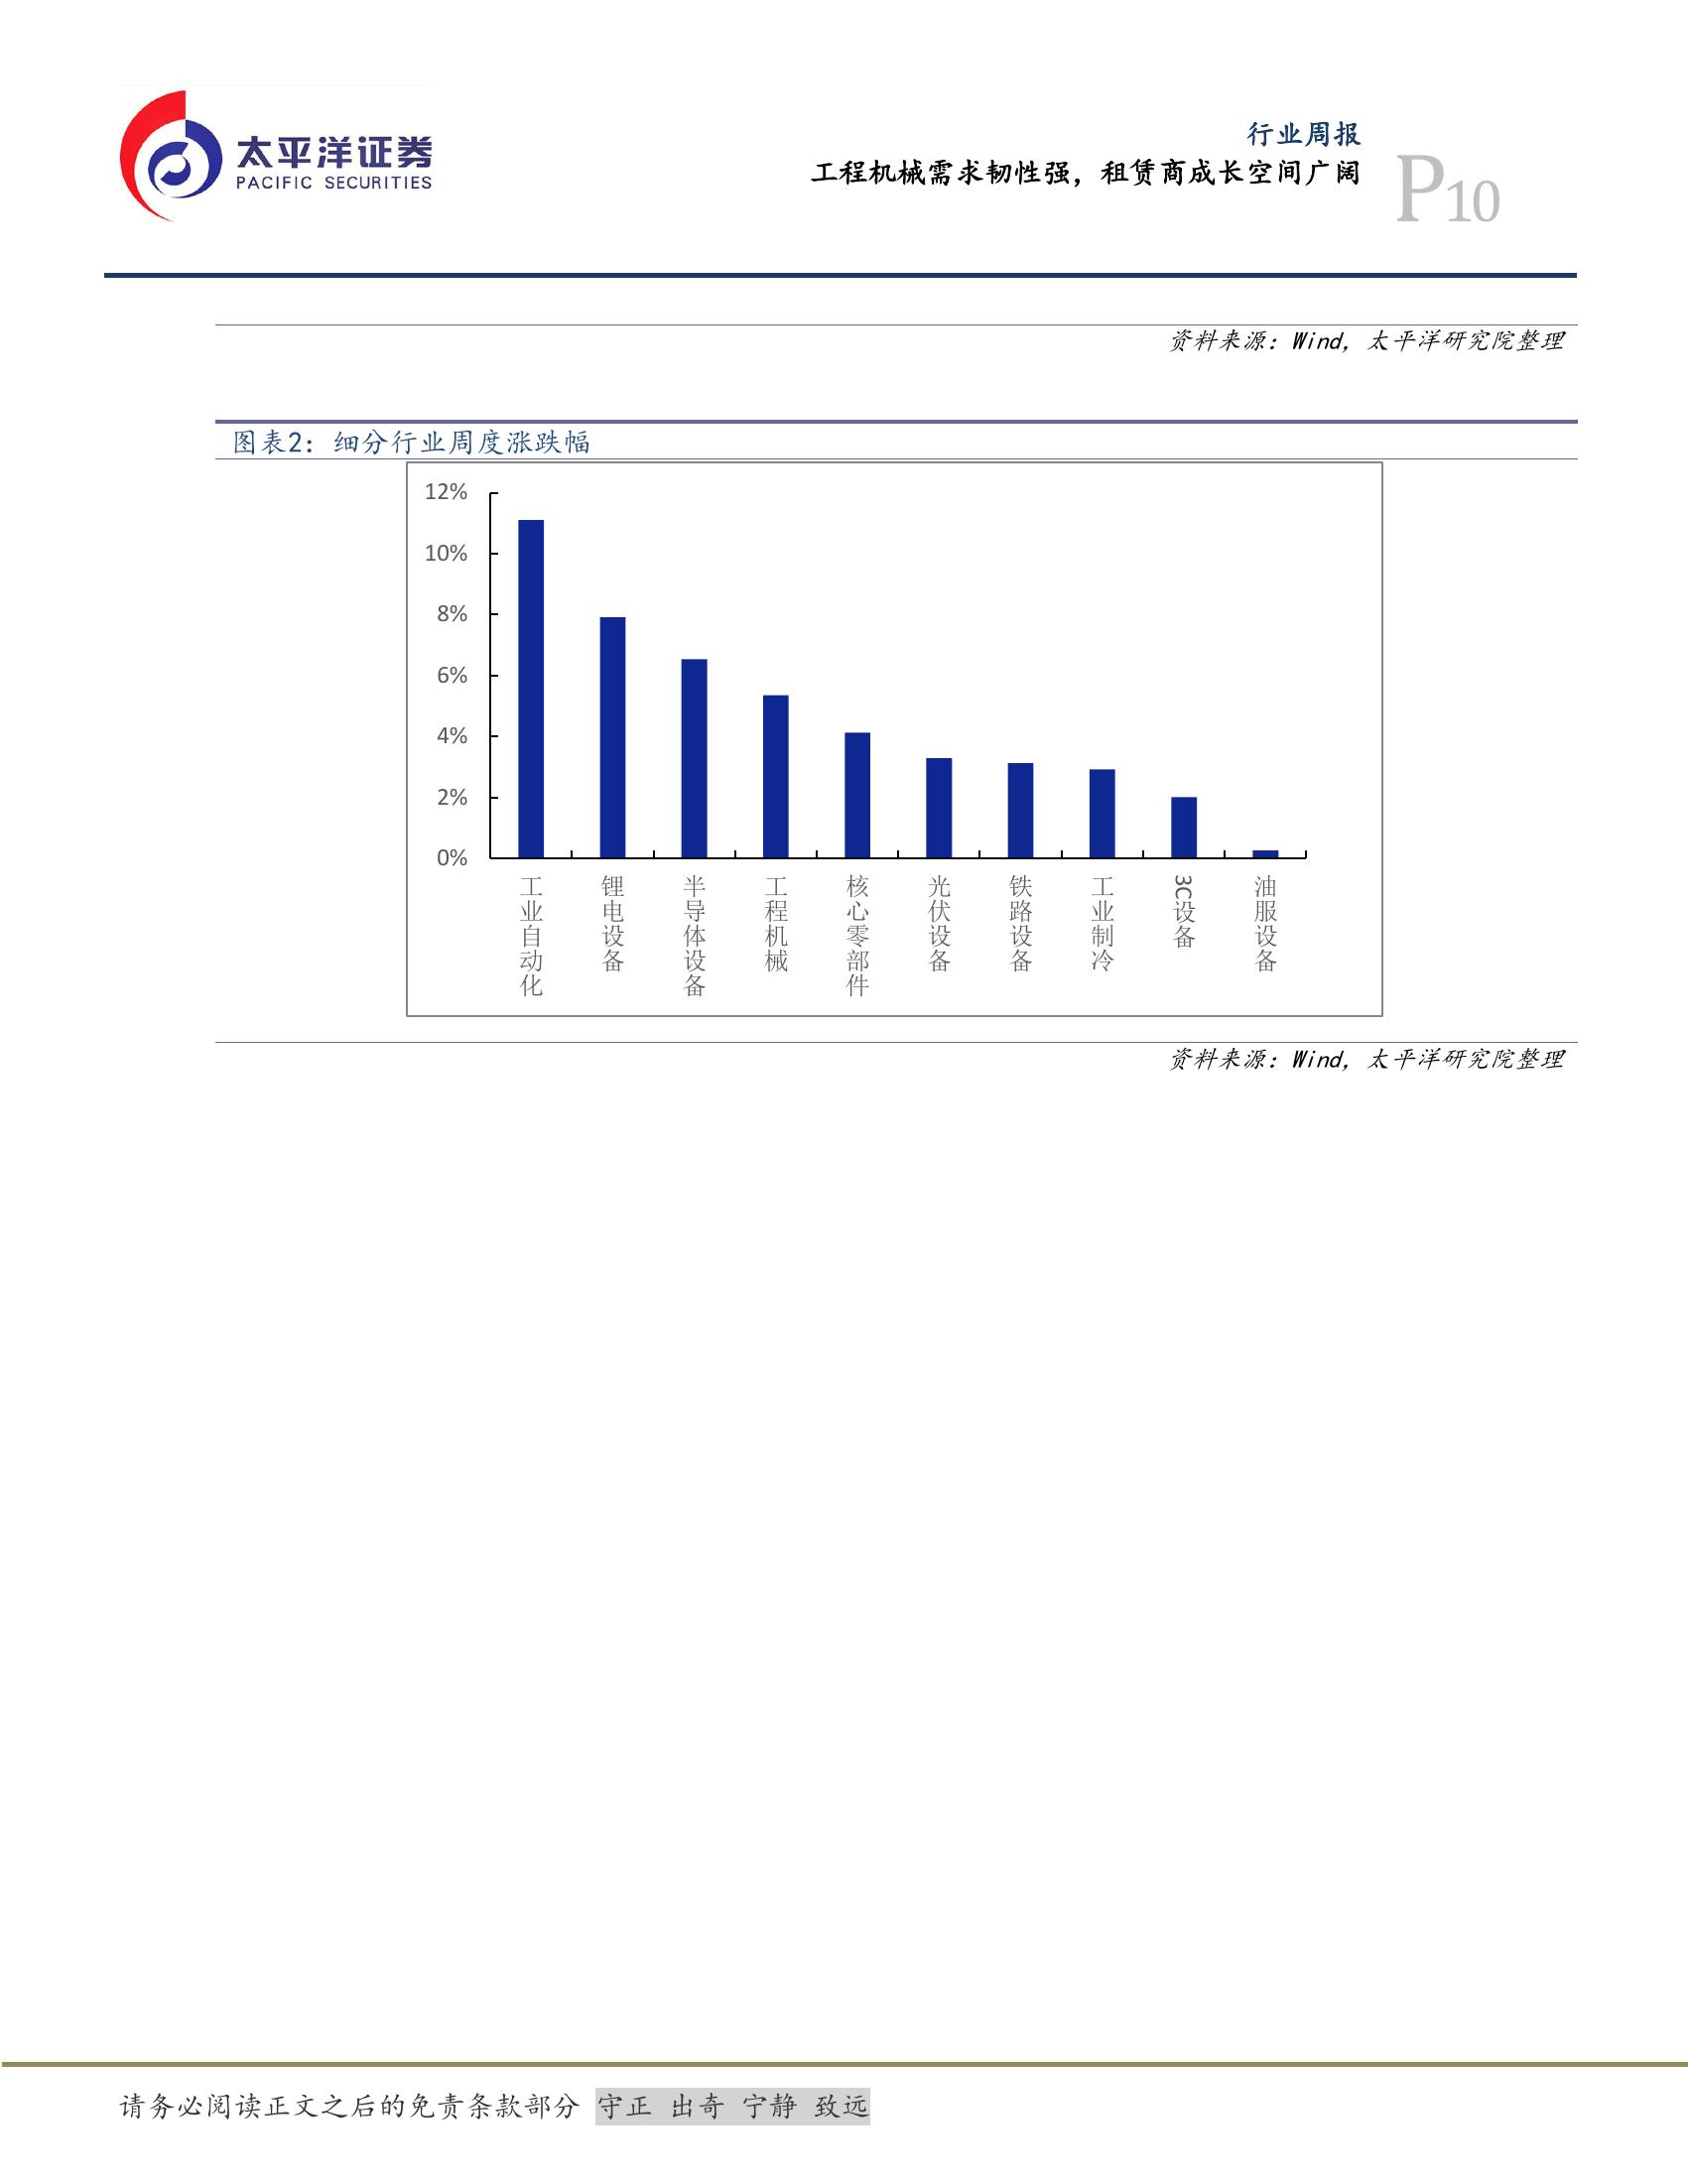 太平洋证券
PACIFIC SECURITIES
行业周报
工程机械需求韧性强，租赁商成长空间广阔
P10
资料来源：Wind，太平洋研究院整理
图表2：细分行业周度涨跌幅
12%
10%
8%
6%
4%
2%
0%
工业自动化
锂电设备
半导体设备
工程机械
核心零部件
光伏设备
铁路设备
工业制冷
3C设备
油服设备
资料来源：Wind，太平洋研究院整理
请务必阅读正文之后的免责条款部分 守正 出奇 宁静 致远